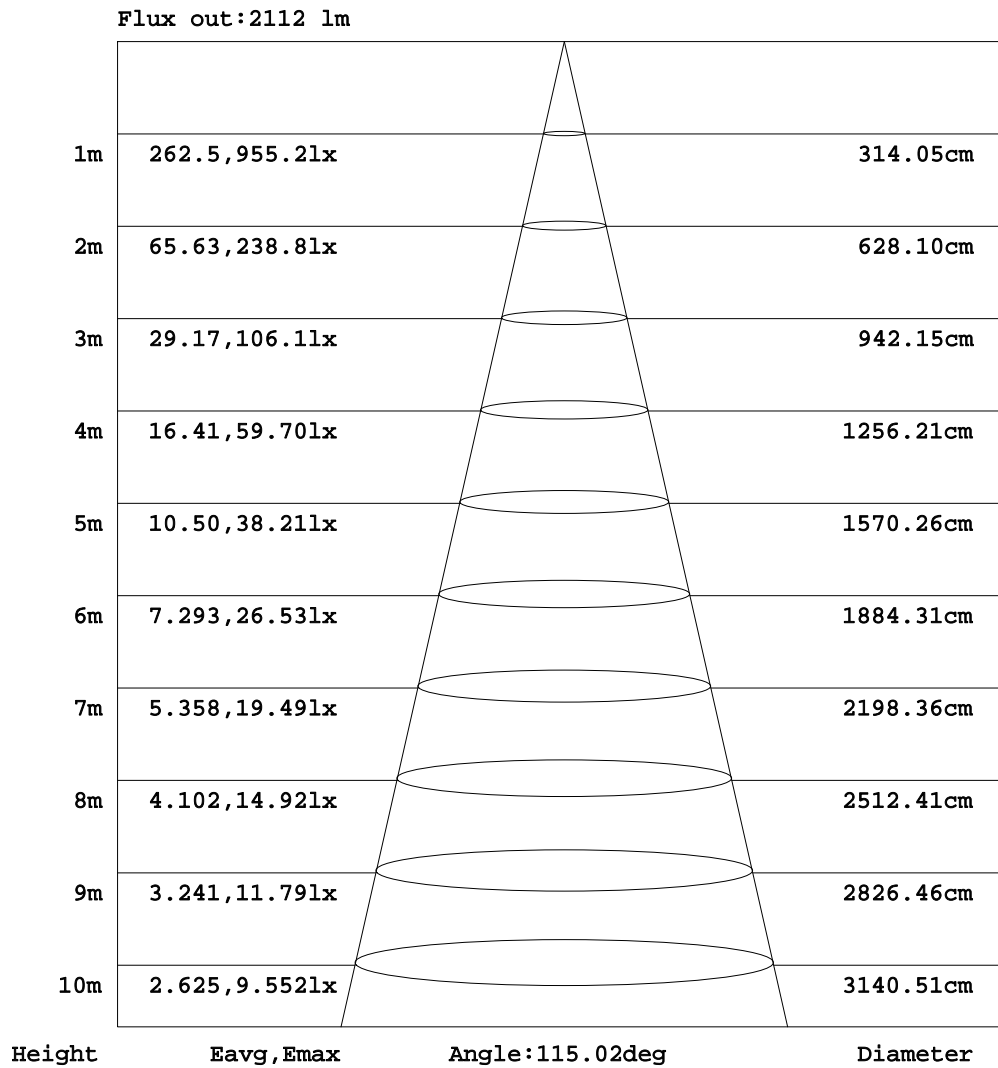 Flux out:2112 lm
1m 262.5,955.2lx 314.05cm
2m 65.63,238.8lx 628.10cm
3m 29.17,106.1lx 942.15cm
4m 16.41,59.70lx 1256.21cm
5m 10.50,38.21lx 1570.26cm
6m 7.293,26.53lx 1884.31cm
7m 5.358,19.49lx 2198.36cm
8m 4.102,14.92lx 2512.41cm
9m 3.241,11.79lx 2826.46cm
10m 2.625,9.552lx 3140.51cm
Height Eavg,Emax Angle:115.02deg Diameter